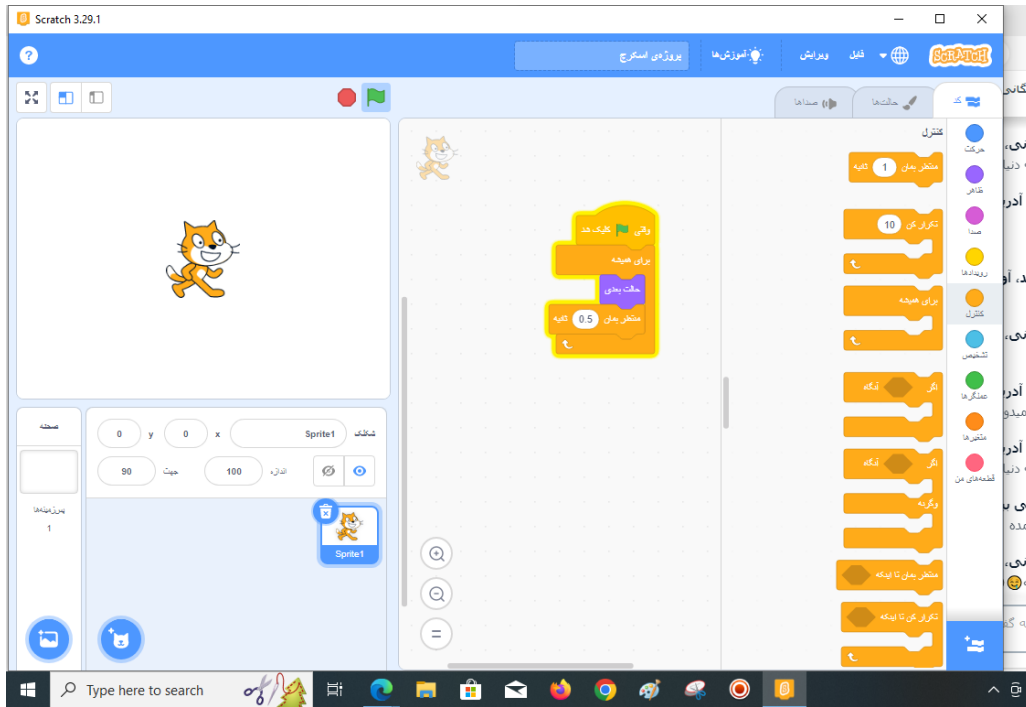 Scratch 3.29.1
SCRATCH
فایل
ویرایش
آموزش‌ها
پروژه‌ی اسکرچ
کد
حالت‌ها
صداها
حرکت
ظاهر
صدا
رویدادها
کنترل
تشخیص
عملگرها
متغیرها
قطعه‌های من
کنترل
منتظر بمان 1 ثانیه
تکرار کن 10
برای همیشه
اگر آنگاه
اگر آنگاه
وگرنه
منتظر بمان تا اینکه
تکرار کن تا اینکه
وقتی کلیک شد
برای همیشه
حالت بعدی
منتظر بمان 0.5 ثانیه
شکلک Sprite1 x 0 y 0
اندازه 100 جهت 90
Sprite1
صحنه
پس‌زمینه‌ها
1
Type here to search